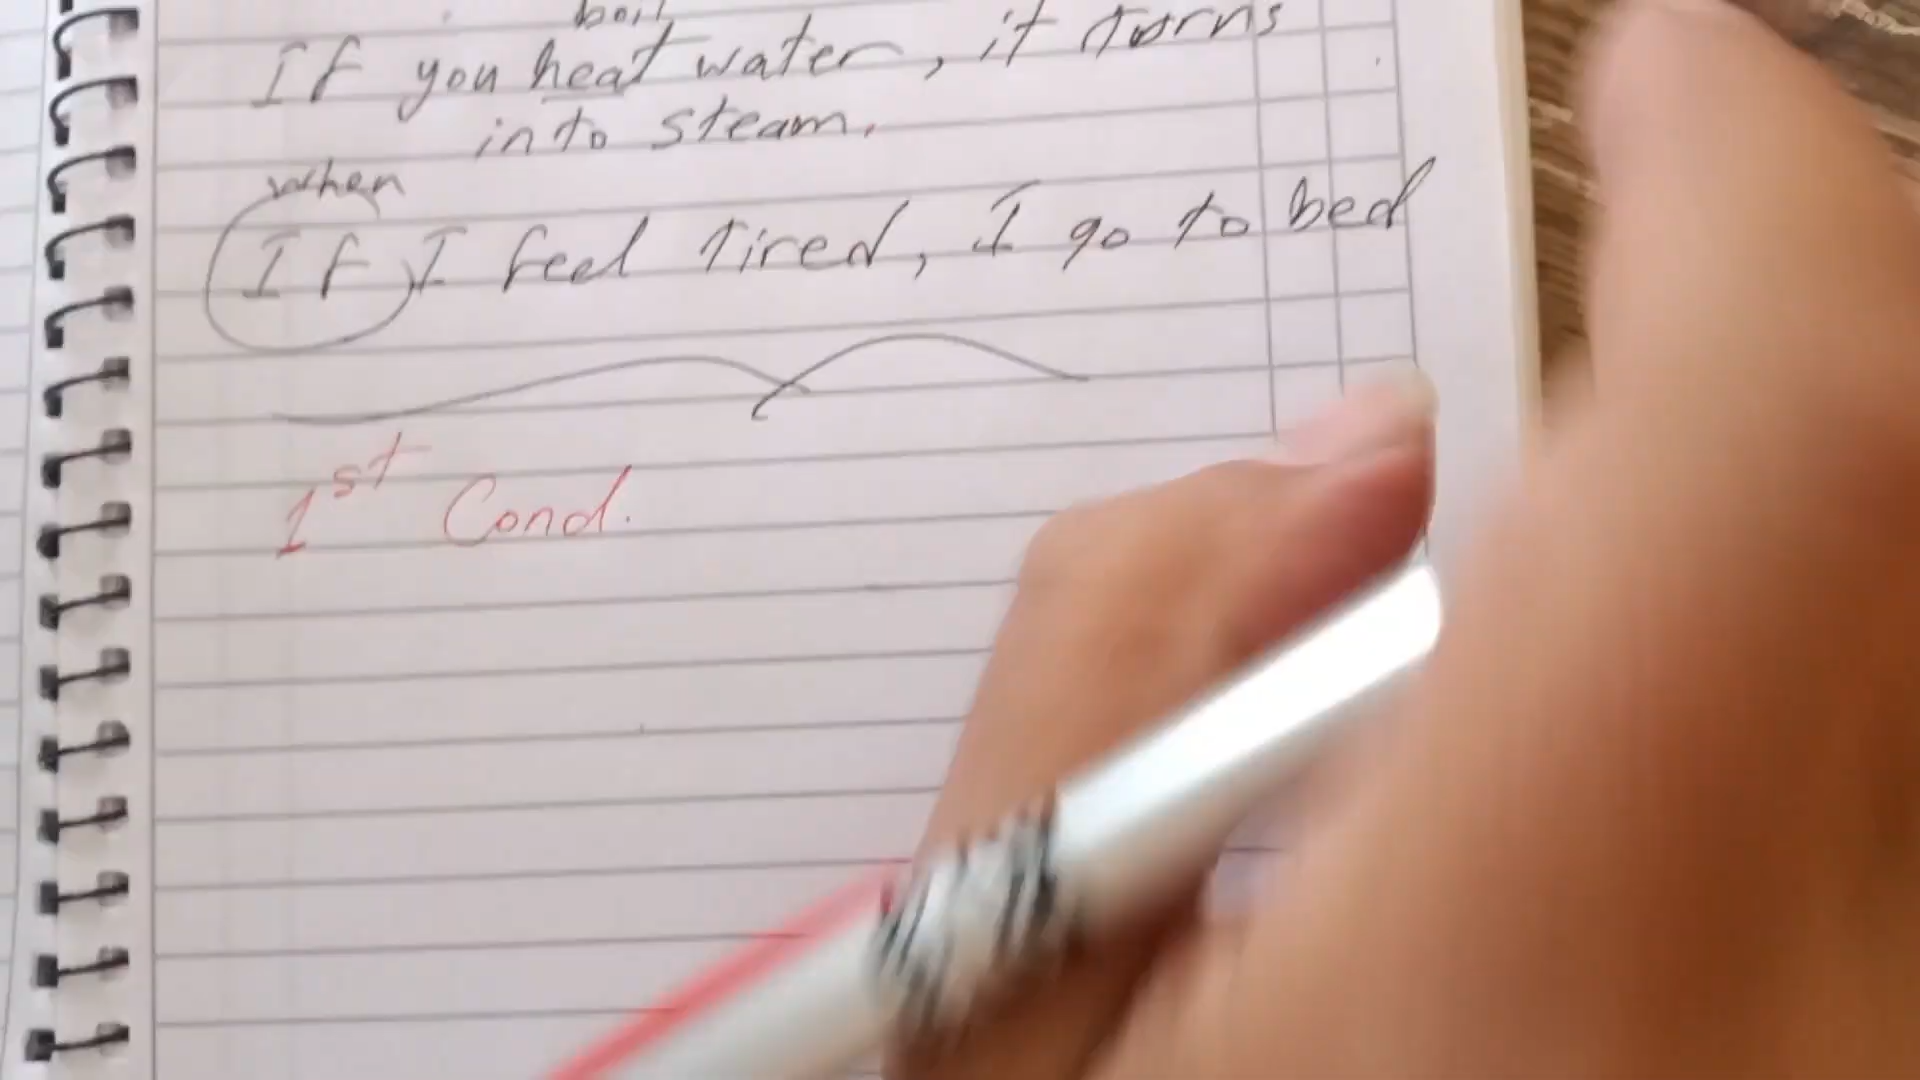 boil
If you heat water, it turns
into steam.
when
If I feel tired, I go to bed
1st Cond.